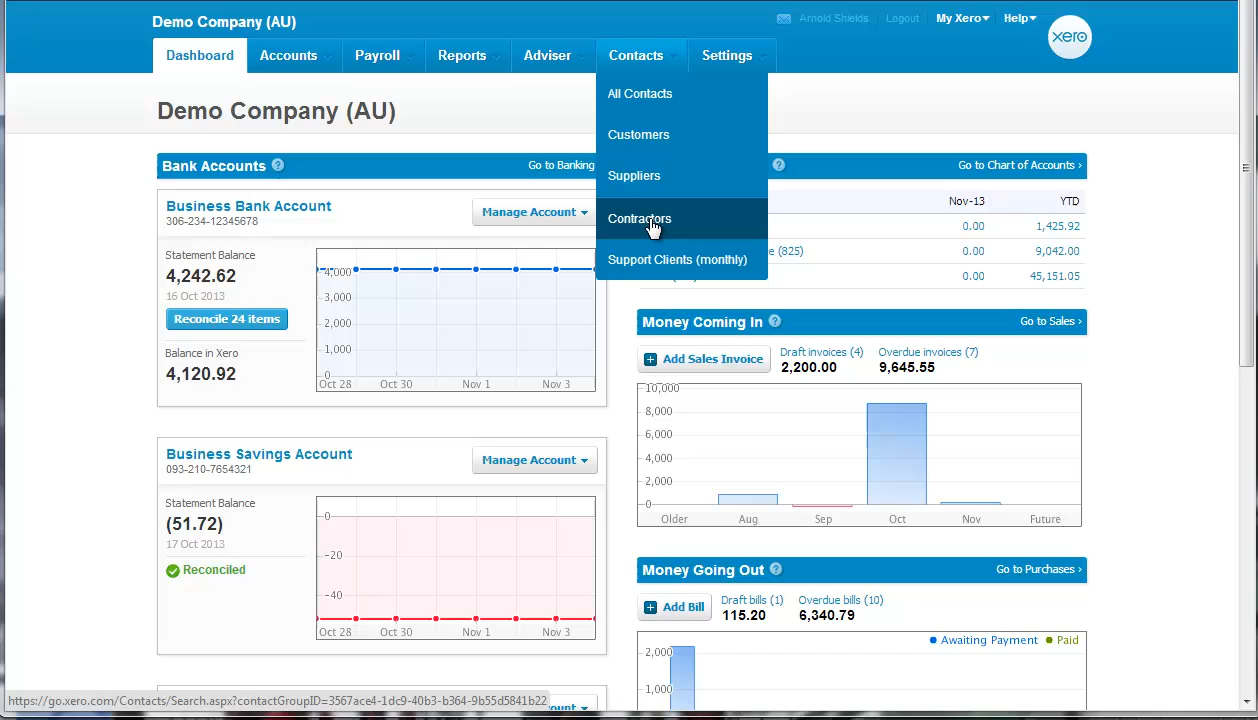 Demo Company (AU)
Arnold Shields Logout My Xero Help
xero
Dashboard Accounts Payroll Reports Adviser Contacts Settings
All Contacts
Customers
Suppliers
Contractors
Support Clients (monthly)
Demo Company (AU)
Bank Accounts ? Go to Banking
Business Bank Account
306-234-12345678
Manage Account
Statement Balance
4,242.62
16 Oct 2013
Reconcile 24 items
Balance in Xero
4,120.92
4,000
3,000
2,000
1,000
0
Oct 28 Oct 30 Nov 1 Nov 3
Business Savings Account
093-210-7654321
Manage Account
Statement Balance
(51.72)
17 Oct 2013
Reconciled
0
−20
−40
Oct 28 Oct 30 Nov 1 Nov 3
? Go to Chart of Accounts ›
Nov-13 YTD
0.00 1,425.92
(825) 0.00 9,042.00
0.00 45,151.05
Money Coming In ? Go to Sales ›
Add Sales Invoice
Draft invoices (4)
2,200.00
Overdue invoices (7)
9,645.55
10,000
8,000
6,000
4,000
2,000
0
Older Aug Sep Oct Nov Future
Money Going Out ? Go to Purchases ›
Add Bill
Draft bills (1)
115.20
Overdue bills (10)
6,340.79
Awaiting Payment Paid
2,000
1,000
https://go.xero.com/Contacts/Search.aspx?contactGroupID=3567ace4-1dc9-40b3-b364-9b55d5841b22